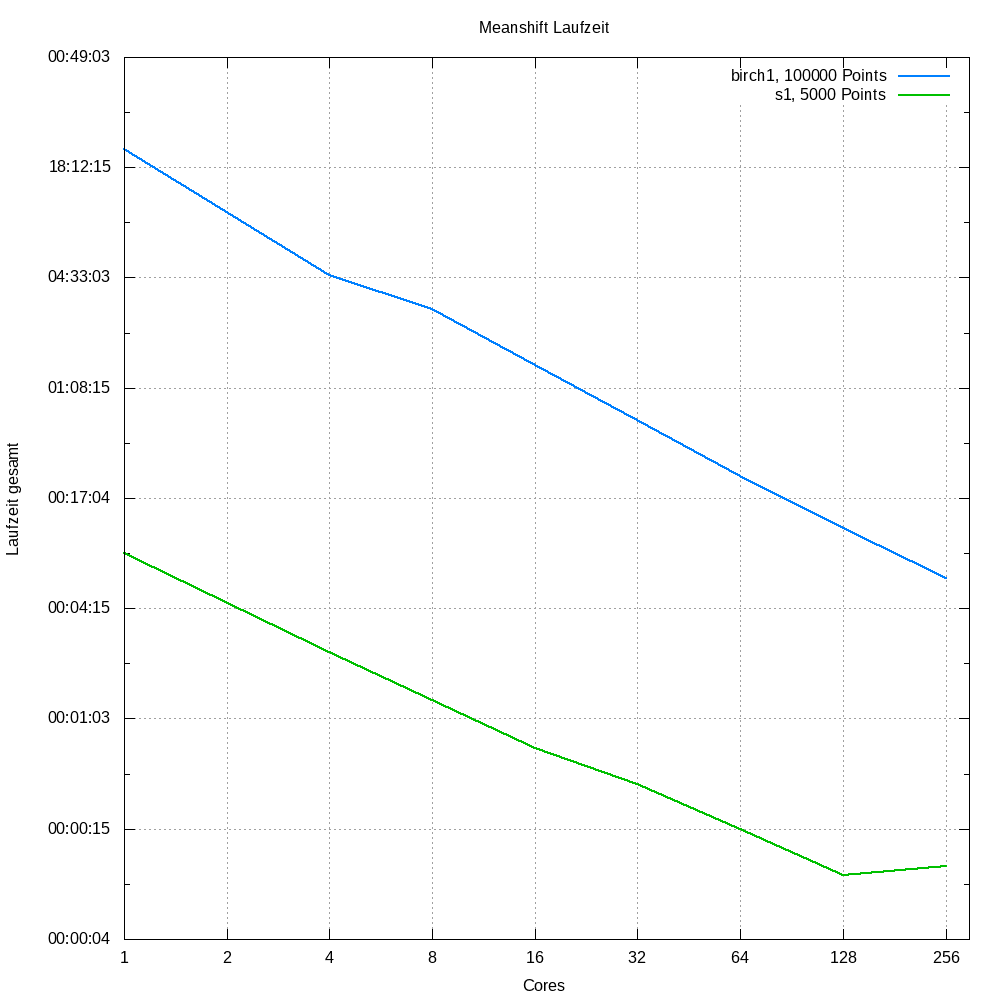 Meanshift Laufzeit
00:49:03
birch1, 100000 Points
s1, 5000 Points
18:12:15
04:33:03
01:08:15
Laufzeit gesamt
00:17:04
00:04:15
00:01:03
00:00:15
00:00:04
1 2 4 8 16 32 64 128 256
Cores